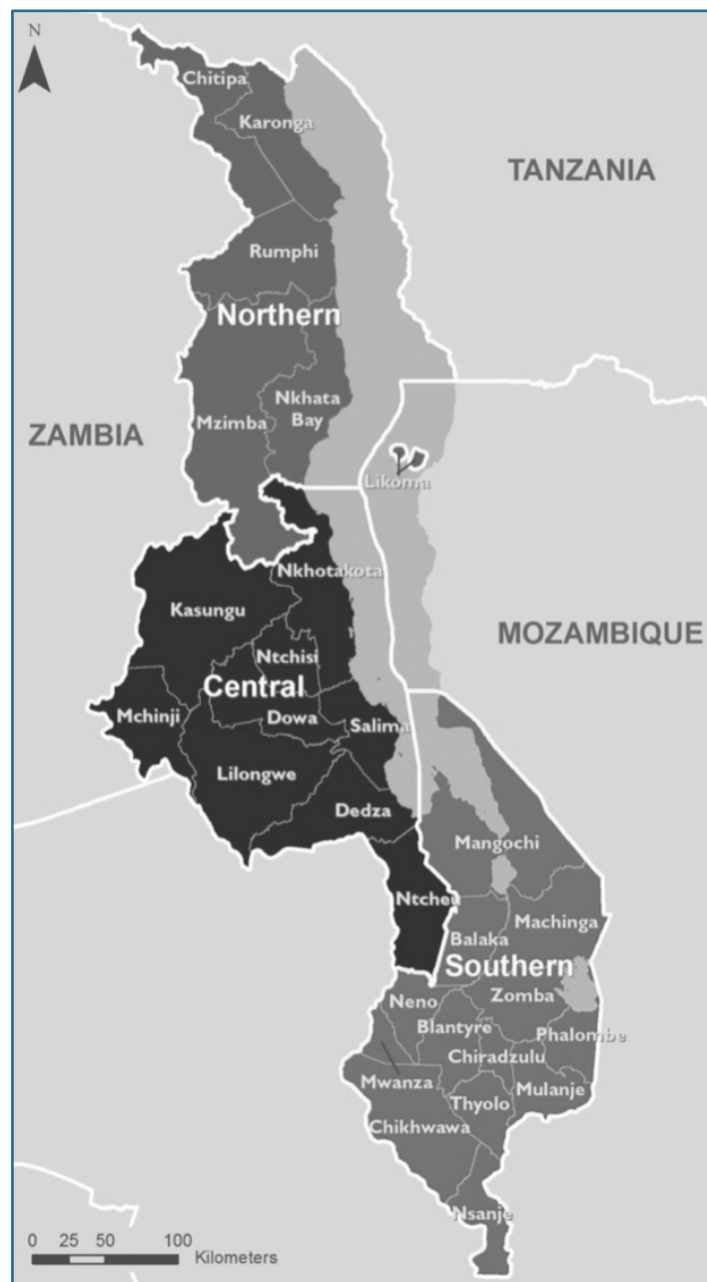 N
Chitipa
Karonga
TANZANIA
Rumphi
Northern
Nkhata
Bay
Mzimba
ZAMBIA
Likoma
Nkhotakota
Kasungu
MOZAMBIQUE
Ntchisi
Central
Mchinji
Dowa
Salima
Lilongwe
Dedza
Mangochi
Ntcheu
Machinga
Balaka
Southern
Neno
Zomba
Blantyre
Phalombe
Chiradzulu
Mwanza
Mulanje
Thyolo
Chikhwawa
Nsanje
0 25 50 100
Kilometers